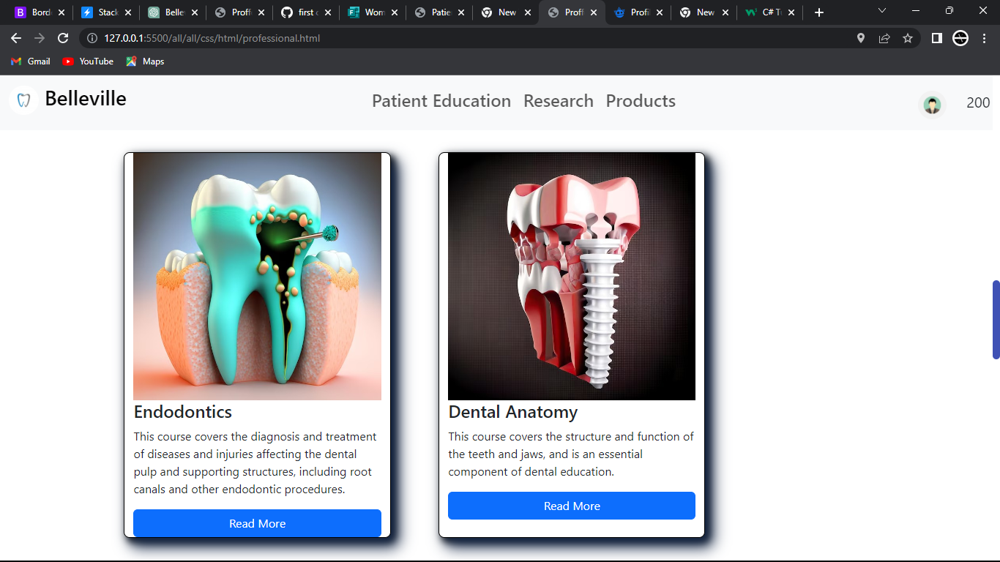 Bord
Stack
Belle
Proff
first c
Wom
Patie
New
Proff
Profil
New
C# Tu
127.0.0.1:5500/all/all/css/html/professional.html
Gmail
YouTube
Maps
Belleville
Patient Education
Research
Products
200
Endodontics
This course covers the diagnosis and treatment
of diseases and injuries affecting the dental
pulp and supporting structures, including root
canals and other endodontic procedures.
Read More
Dental Anatomy
This course covers the structure and function of
the teeth and jaws, and is an essential
component of dental education.
Read More